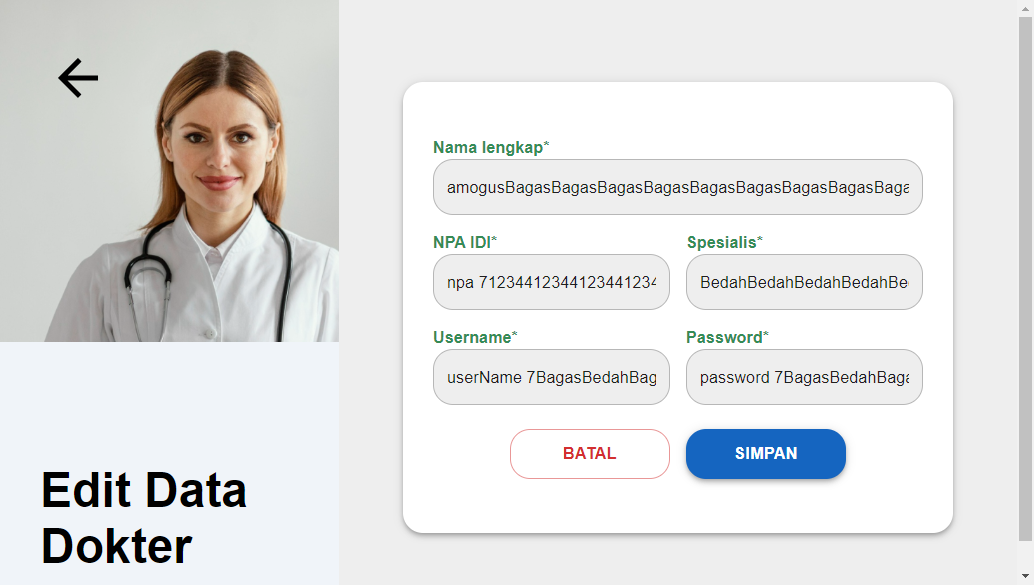 Edit Data
Dokter
Nama lengkap*
amogusBagasBagasBagasBagasBagasBagasBagasBagasBaga
NPA IDI*
Spesialis*
npa 71234412344123441234
BedahBedahBedahBedahBe
Username*
Password*
userName 7BagasBedahBag
password 7BagasBedahBaga
BATAL
SIMPAN